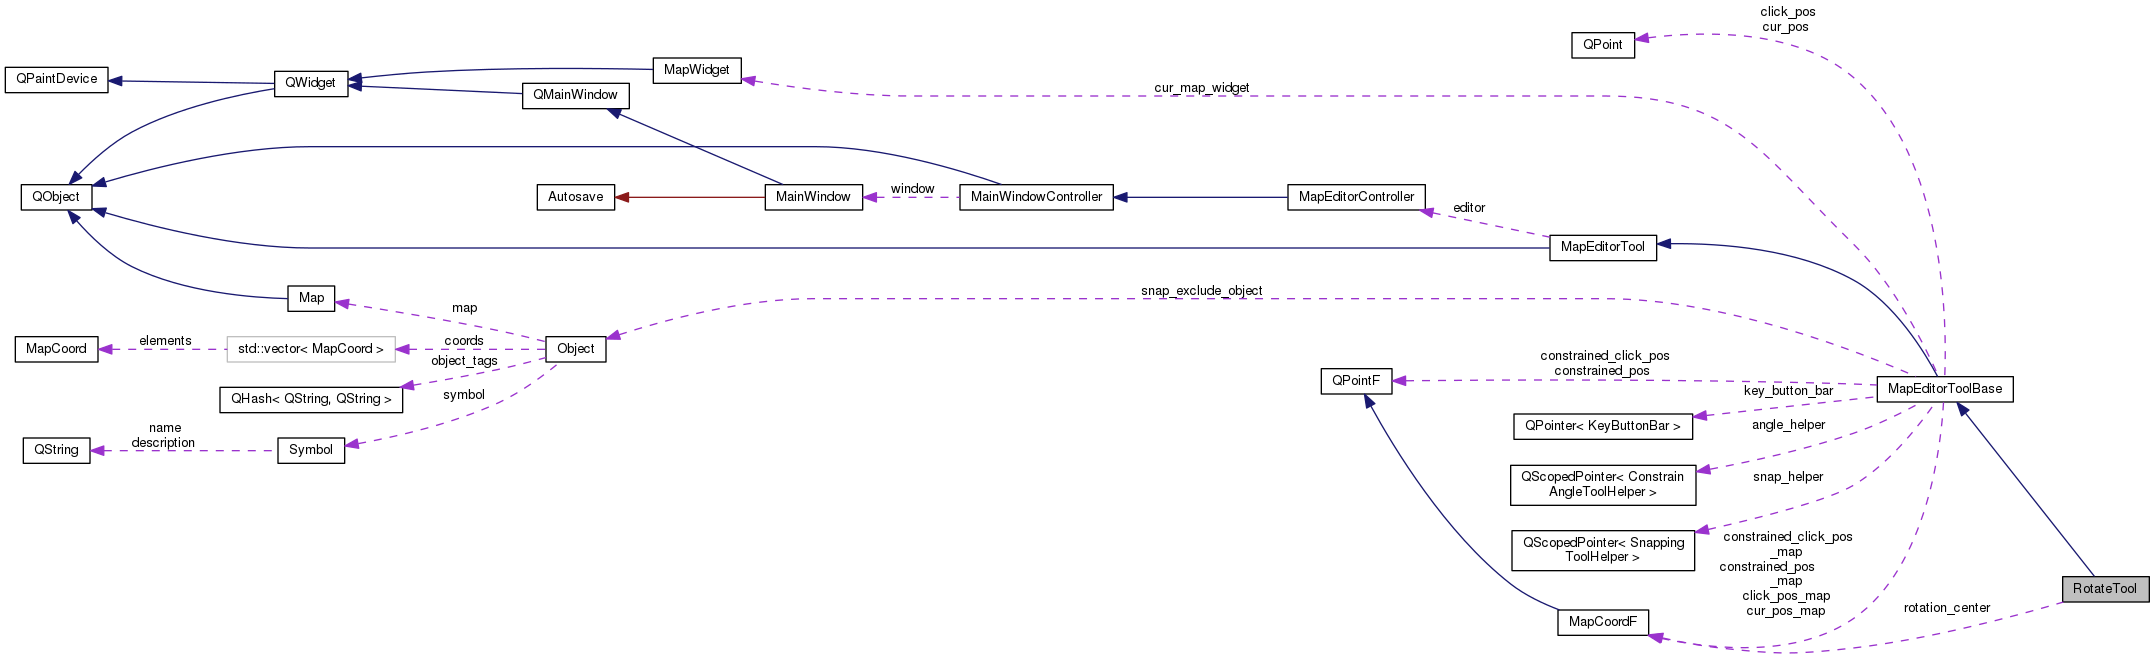 click_pos
cur_pos
QPoint
MapWidget
QPaintDevice
QWidget
cur_map_widget
QMainWindow
QObject
Autosave
MainWindow
window
MainWindowController
MapEditorController
editor
MapEditorTool
Map
map
snap_exclude_object
MapCoord
elements
std::vector< MapCoord >
coords
Object
object_tags
QHash< QString, QString >
symbol
QString
name
description
Symbol
QPointF
constrained_click_pos
constrained_pos
MapEditorToolBase
key_button_bar
QPointer< KeyButtonBar >
angle_helper
QScopedPointer< Constrain
AngleToolHelper >
snap_helper
QScopedPointer< Snapping
ToolHelper >
constrained_click_pos
_map
constrained_pos
_map
click_pos_map
cur_pos_map
RotateTool
rotation_center
MapCoordF